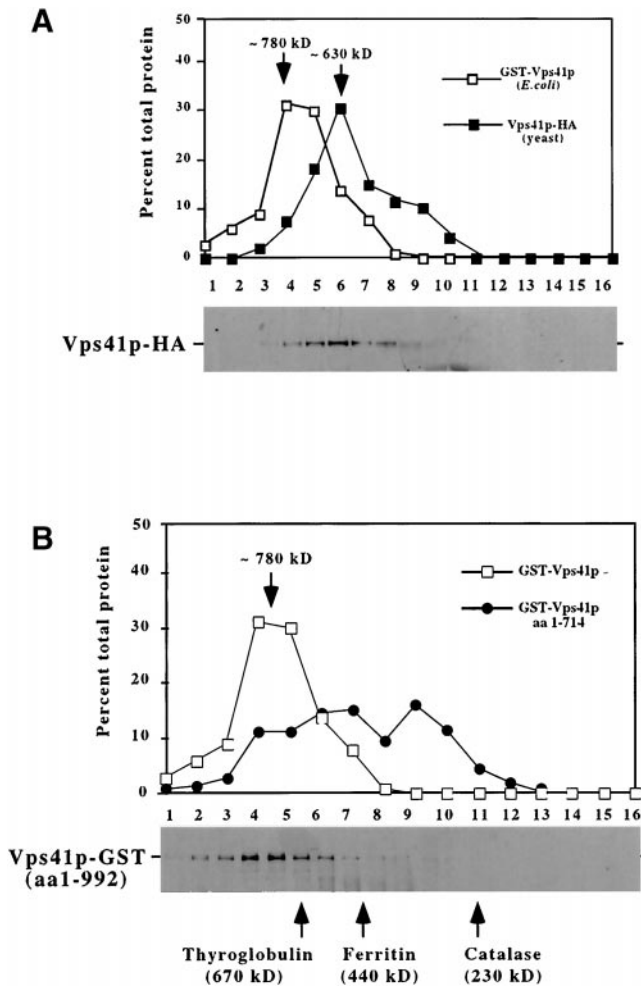 A
Percent total protein
50
40
30
20
10
0
~ 780 kD
~ 630 kD
GST-Vps41p
(E.coli)
Vps41p-HA
(yeast)
1 2 3 4 5 6 7 8 9 10 11 12 13 14 15 16
Vps41p-HA
B
Percent total protein
50
40
30
20
10
0
~ 780 kD
GST-Vps41p -
GST-Vps41p
aa 1-714
1 2 3 4 5 6 7 8 9 10 11 12 13 14 15 16
Vps41p-GST
(aa1-992)
Thyroglobulin
(670 kD)
Ferritin
(440 kD)
Catalase
(230 kD)